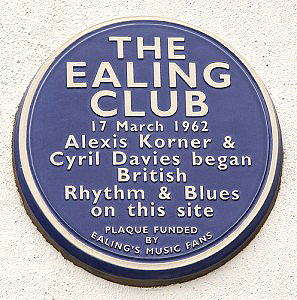 THE
EALING
CLUB
17 March 1962
Alexis Korner &
Cyril Davies began
British
Rhythm & Blues
on this site
PLAQUE FUNDED
BY
EALING'S MUSIC FANS